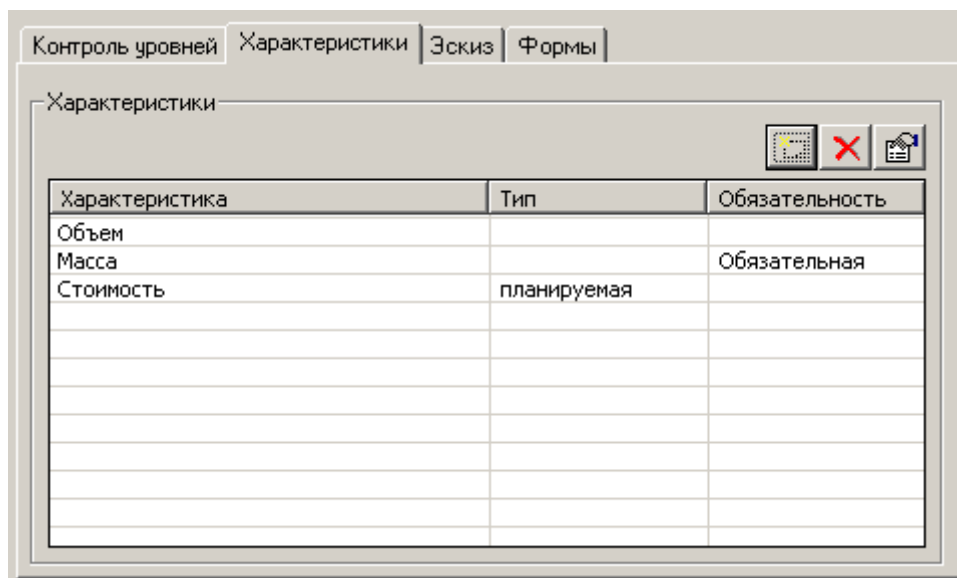 Контроль уровней Характеристики Эскиз Формы
Характеристики
Характеристика Тип Обязательность
Объем
Масса Обязательная
Стоимость планируемая